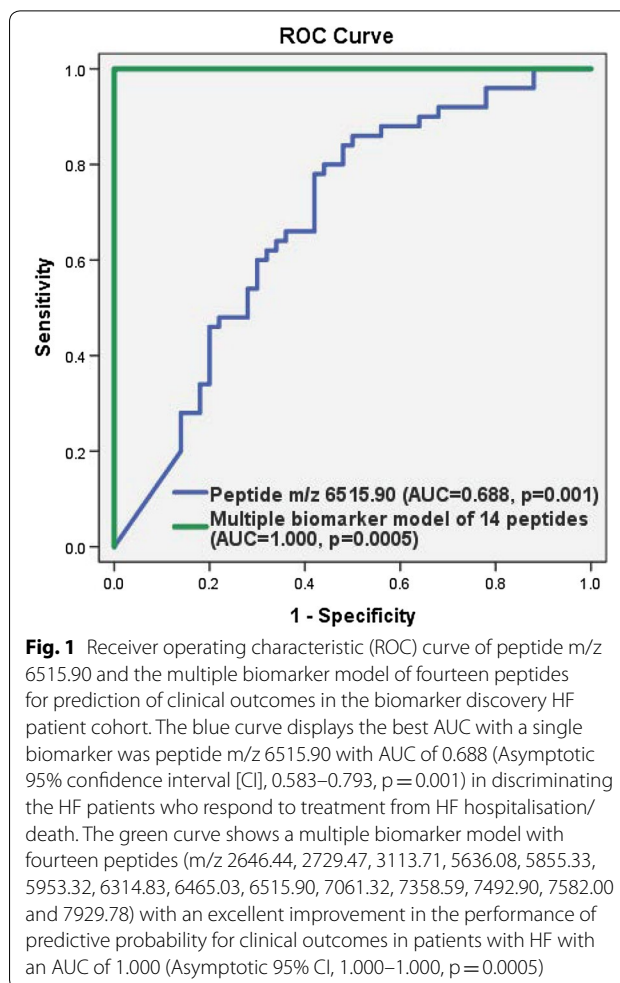 ROC Curve
1.0
0.8
0.6
0.4
0.2
0.0
Sensitivity
Peptide m/z 6515.90 (AUC=0.688, p=0.001)
Multiple biomarker model of 14 peptides
(AUC=1.000, p=0.0005)
0.0 0.2 0.4 0.6 0.8 1.0
1 - Specificity
Fig. 1 Receiver operating characteristic (ROC) curve of peptide m/z
6515.90 and the multiple biomarker model of fourteen peptides
for prediction of clinical outcomes in the biomarker discovery HF
patient cohort. The blue curve displays the best AUC with a single
biomarker was peptide m/z 6515.90 with AUC of 0.688 (Asymptotic
95% confidence interval [CI], 0.583–0.793, p = 0.001) in discriminating
the HF patients who respond to treatment from HF hospitalisation/
death. The green curve shows a multiple biomarker model with
fourteen peptides (m/z 2646.44, 2729.47, 3113.71, 5636.08, 5855.33,
5953.32, 6314.83, 6465.03, 6515.90, 7061.32, 7358.59, 7492.90, 7582.00
and 7929.78) with an excellent improvement in the performance of
predictive probability for clinical outcomes in patients with HF with
an AUC of 1.000 (Asymptotic 95% CI, 1.000–1.000, p = 0.0005)